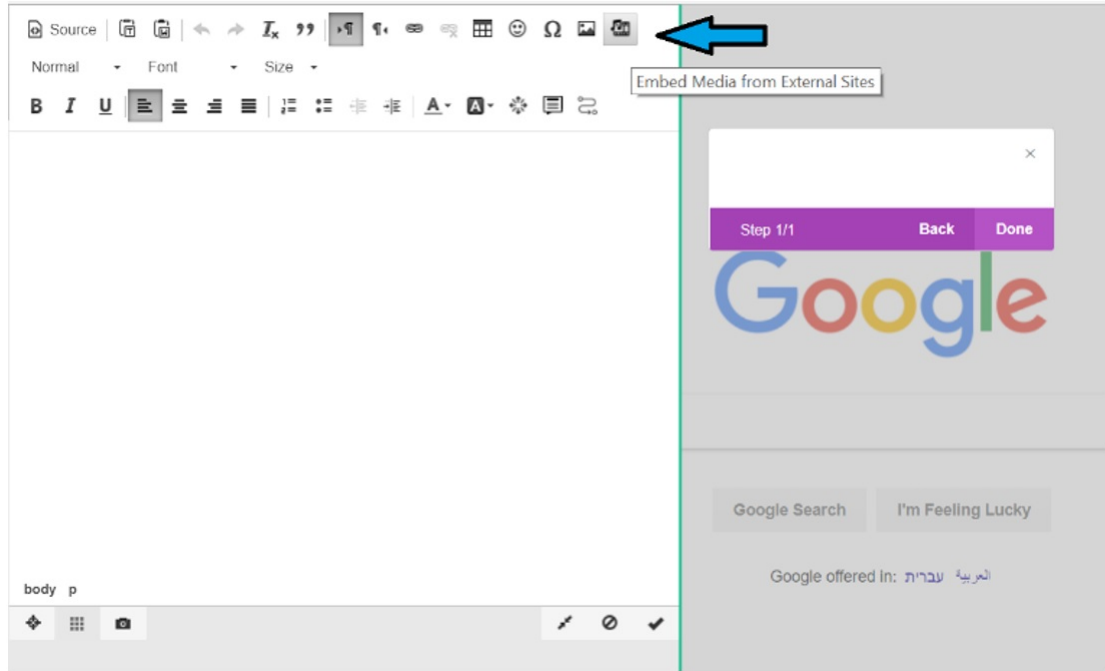 Source
Normal Font Size
Embed Media from External Sites
B I U A A
Step 1/1 Back Done
Google
Google Search I'm Feeling Lucky
Google offered in: עברית العربية
body p